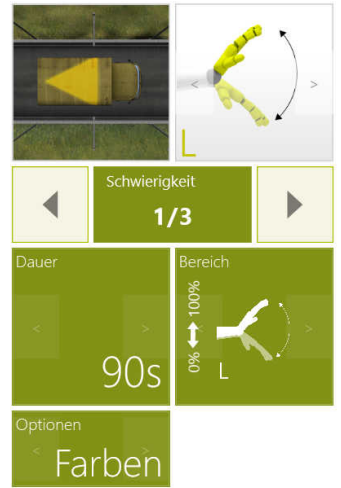 L
Schwierigkeit
1/3
Dauer
90s
Bereich
0% 100%
L
Optionen
Farben